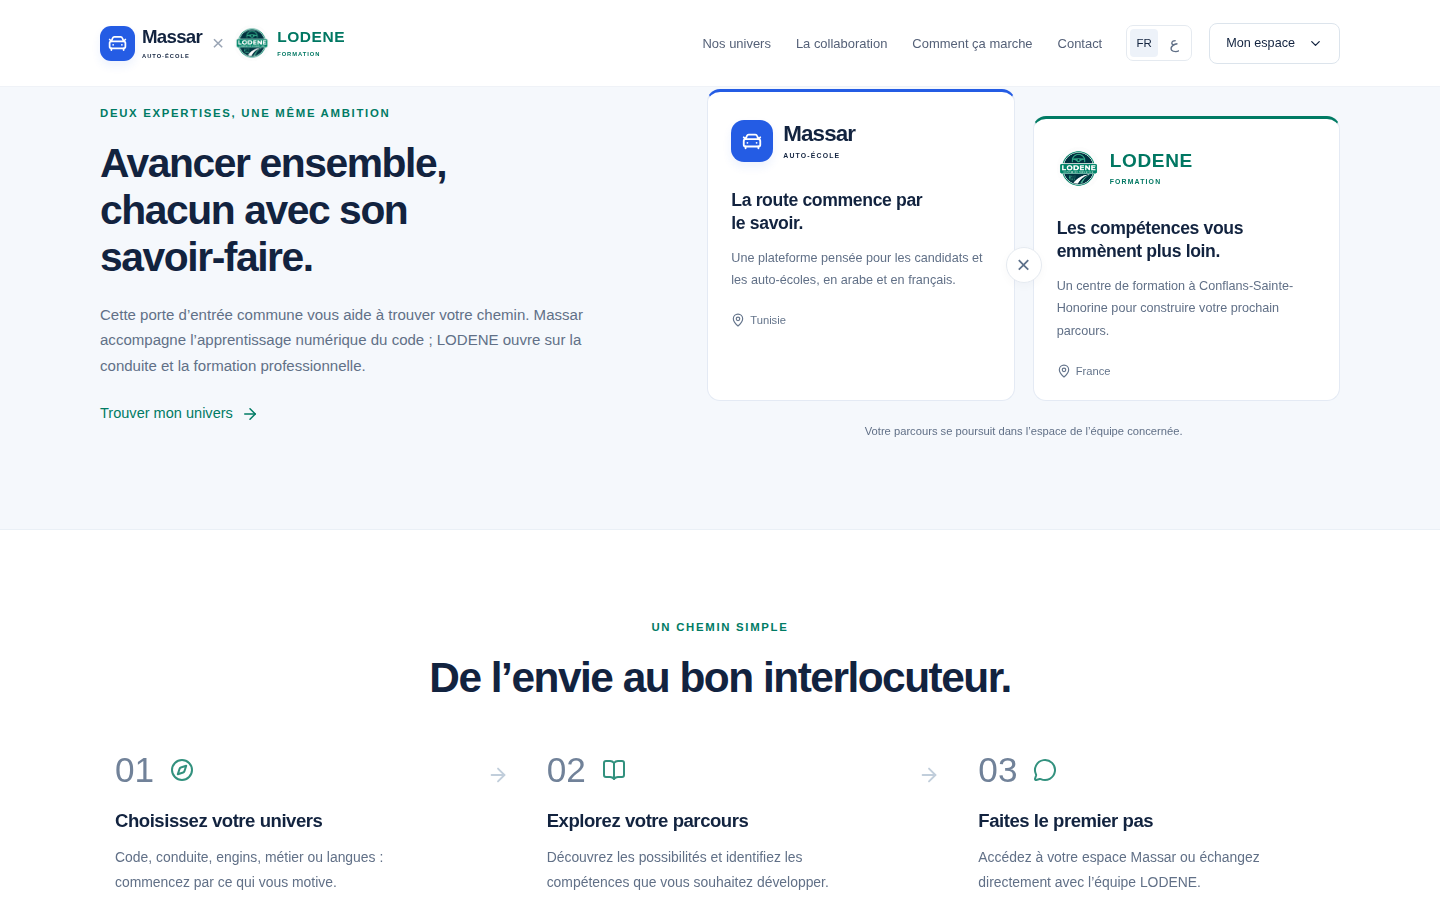 Massar
AUTO-ÉCOLE
LODENE
LODENE
FORMATION
Nos univers
La collaboration
Comment ça marche
Contact
FR
ع
Mon espace
DEUX EXPERTISES, UNE MÊME AMBITION
Avancer ensemble,
chacun avec son
savoir-faire.
Cette porte d’entrée commune vous aide à trouver votre chemin. Massar
accompagne l’apprentissage numérique du code ; LODENE ouvre sur la
conduite et la formation professionnelle.
Trouver mon univers
Massar
AUTO-ÉCOLE
La route commence par
le savoir.
Une plateforme pensée pour les candidats et
les auto-écoles, en arabe et en français.
Tunisie
LODENE
LODENE
FORMATION
Les compétences vous
emmènent plus loin.
Un centre de formation à Conflans-Sainte-
Honorine pour construire votre prochain
parcours.
France
Votre parcours se poursuit dans l’espace de l’équipe concernée.
UN CHEMIN SIMPLE
De l’envie au bon interlocuteur.
01
Choisissez votre univers
Code, conduite, engins, métier ou langues :
commencez par ce qui vous motive.
02
Explorez votre parcours
Découvrez les possibilités et identifiez les
compétences que vous souhaitez développer.
03
Faites le premier pas
Accédez à votre espace Massar ou échangez
directement avec l’équipe LODENE.